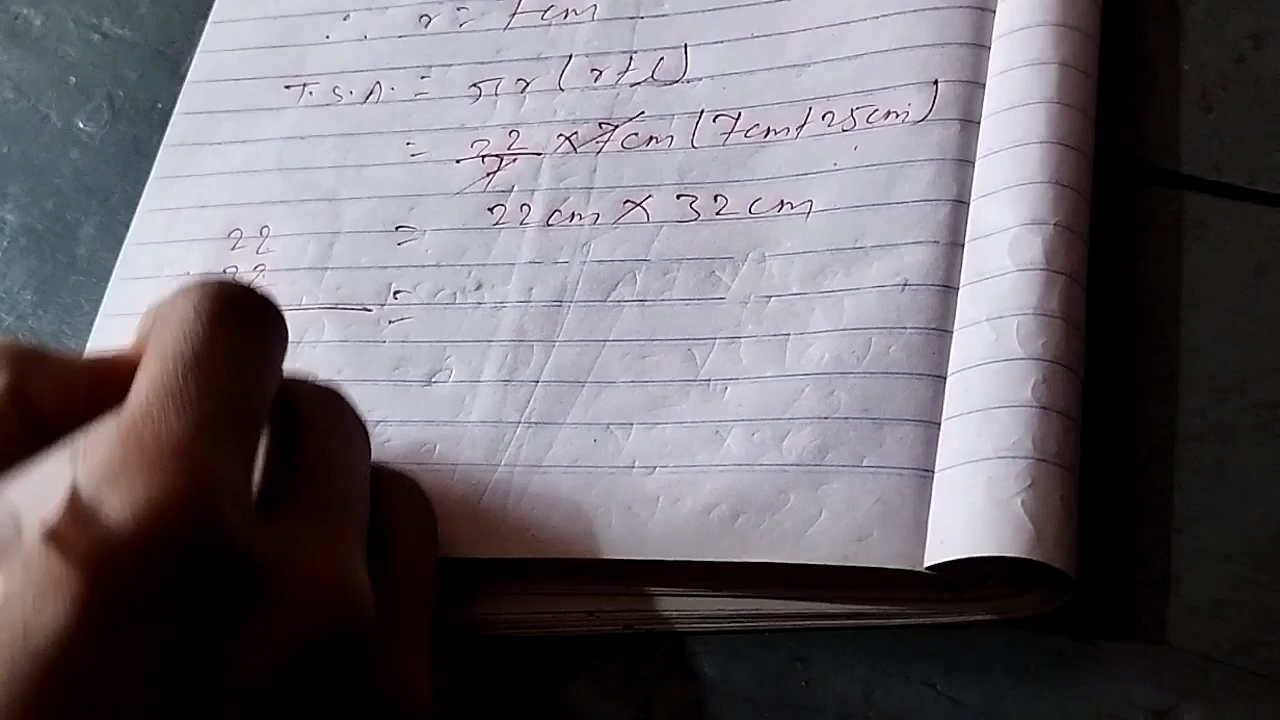 ∴ r = 7cm
T.S.A. = πr(r+l)
= 22/7 × 7cm (7cm+25cm)
= 22cm × 32cm
22
=